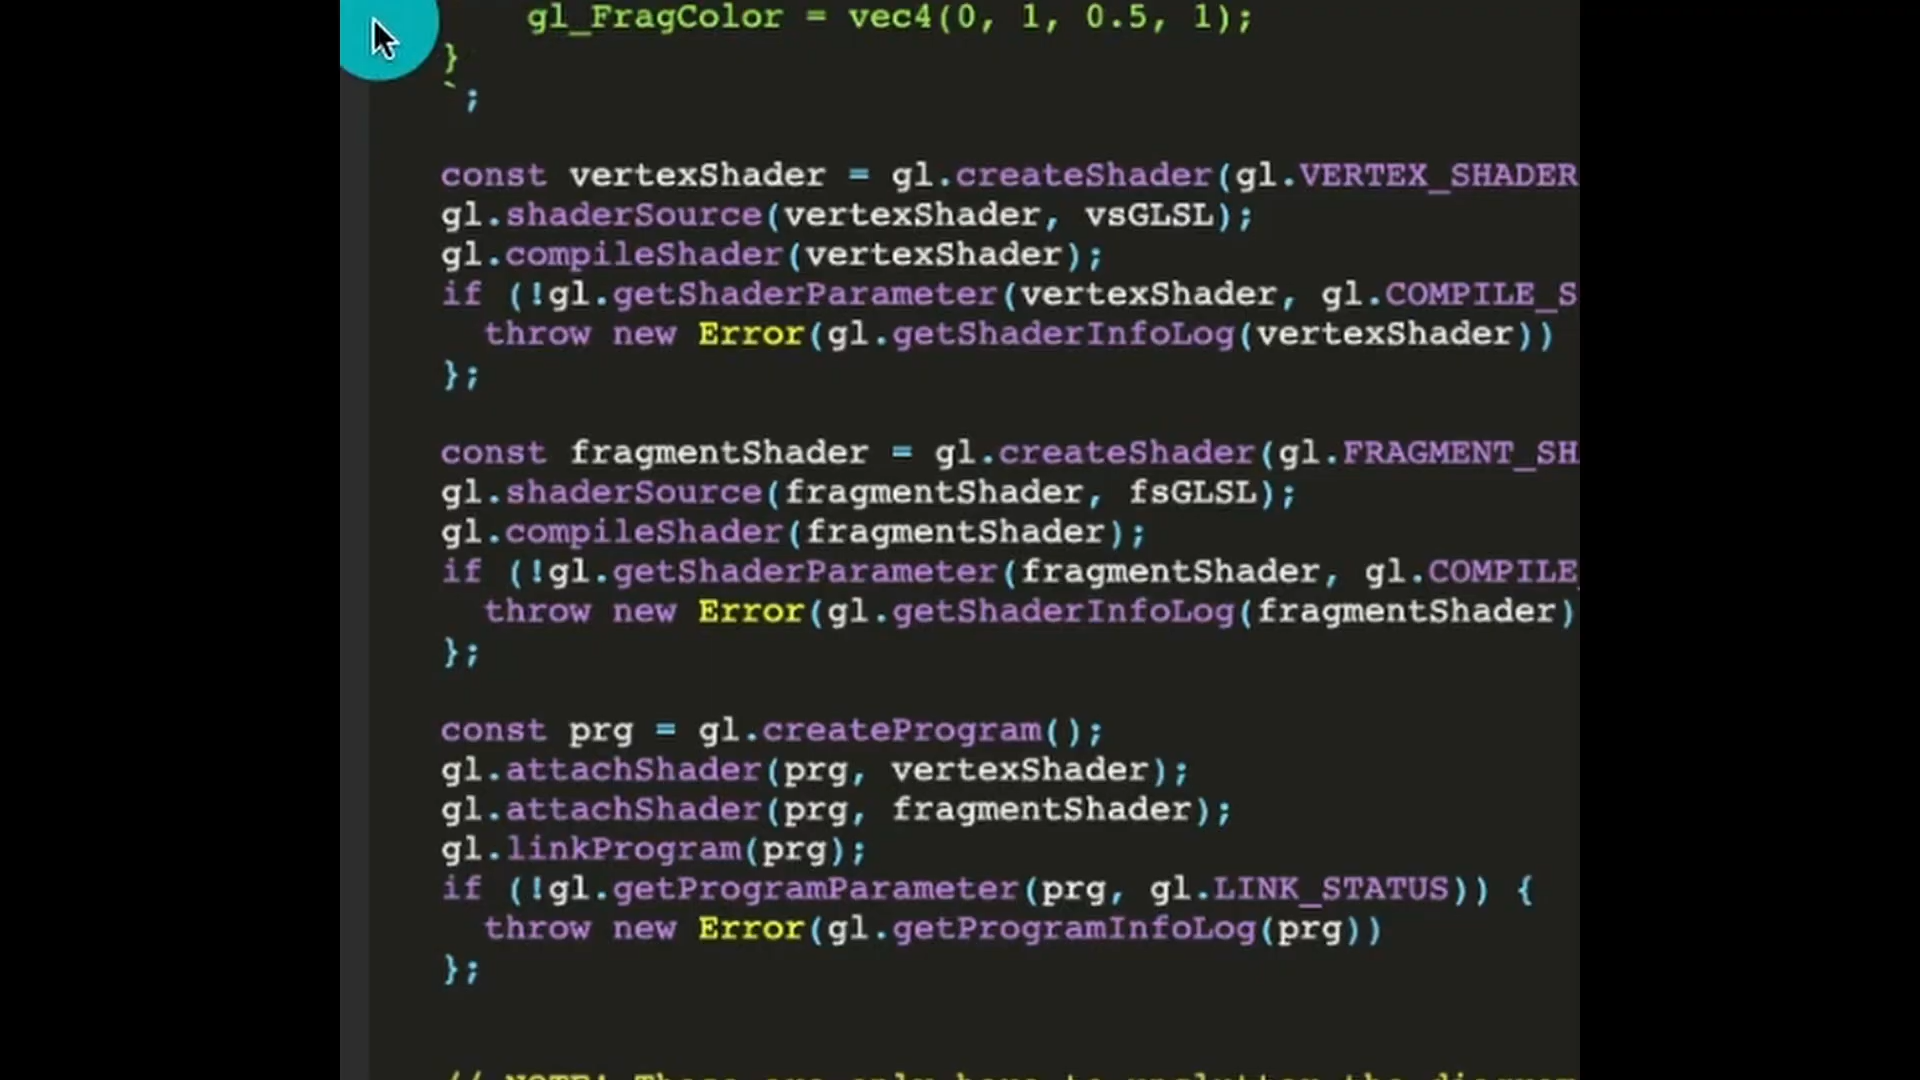 gl_FragColor = vec4(0, 1, 0.5, 1);
}
`;
const vertexShader = gl.createShader(gl.VERTEX_SHADER
gl.shaderSource(vertexShader, vsGLSL);
gl.compileShader(vertexShader);
if (!gl.getShaderParameter(vertexShader, gl.COMPILE_S
throw new Error(gl.getShaderInfoLog(vertexShader))
};
const fragmentShader = gl.createShader(gl.FRAGMENT_SH
gl.shaderSource(fragmentShader, fsGLSL);
gl.compileShader(fragmentShader);
if (!gl.getShaderParameter(fragmentShader, gl.COMPILE
throw new Error(gl.getShaderInfoLog(fragmentShader)
};
const prg = gl.createProgram();
gl.attachShader(prg, vertexShader);
gl.attachShader(prg, fragmentShader);
gl.linkProgram(prg);
if (!gl.getProgramParameter(prg, gl.LINK_STATUS)) {
throw new Error(gl.getProgramInfoLog(prg))
};